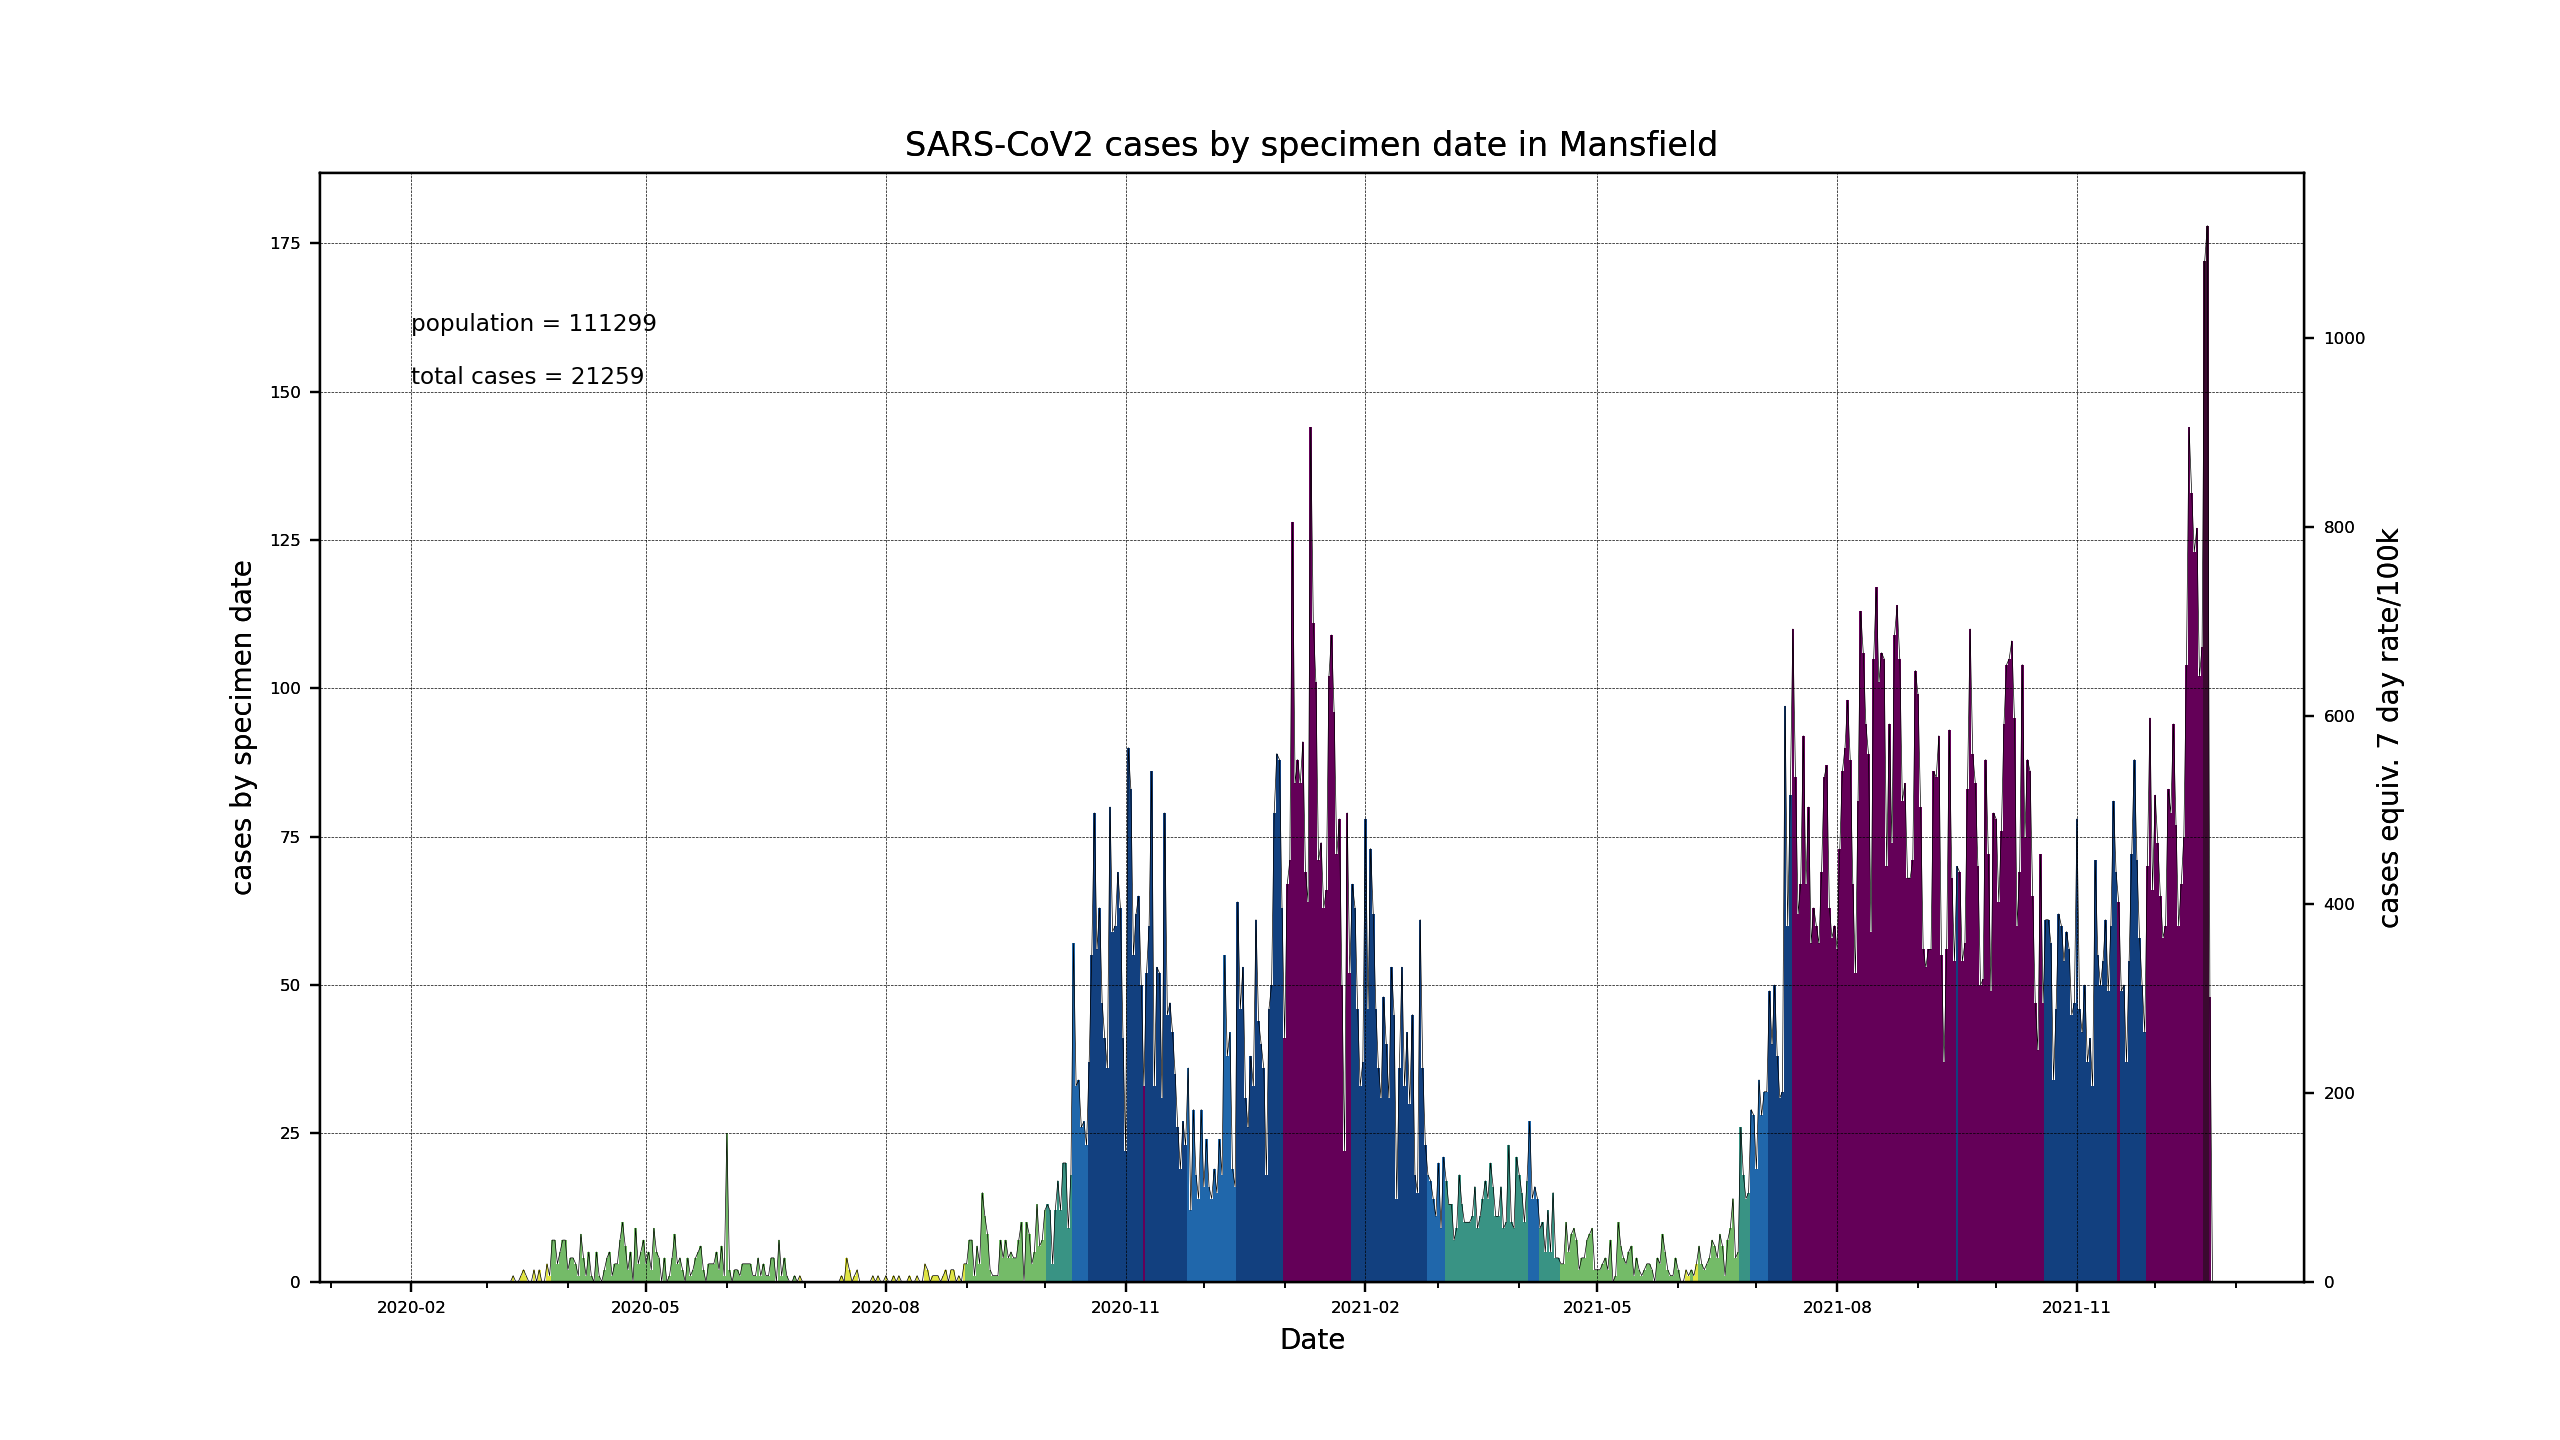 SARS-CoV2 cases by specimen date in Mansfield
population = 111299
total cases = 21259
cases by specimen date
175
150
125
100
75
50
25
0
1000
800
600
400
200
0
cases equiv. 7 day rate/100k
2020-02 2020-05 2020-08 2020-11 2021-02 2021-05 2021-08 2021-11
Date